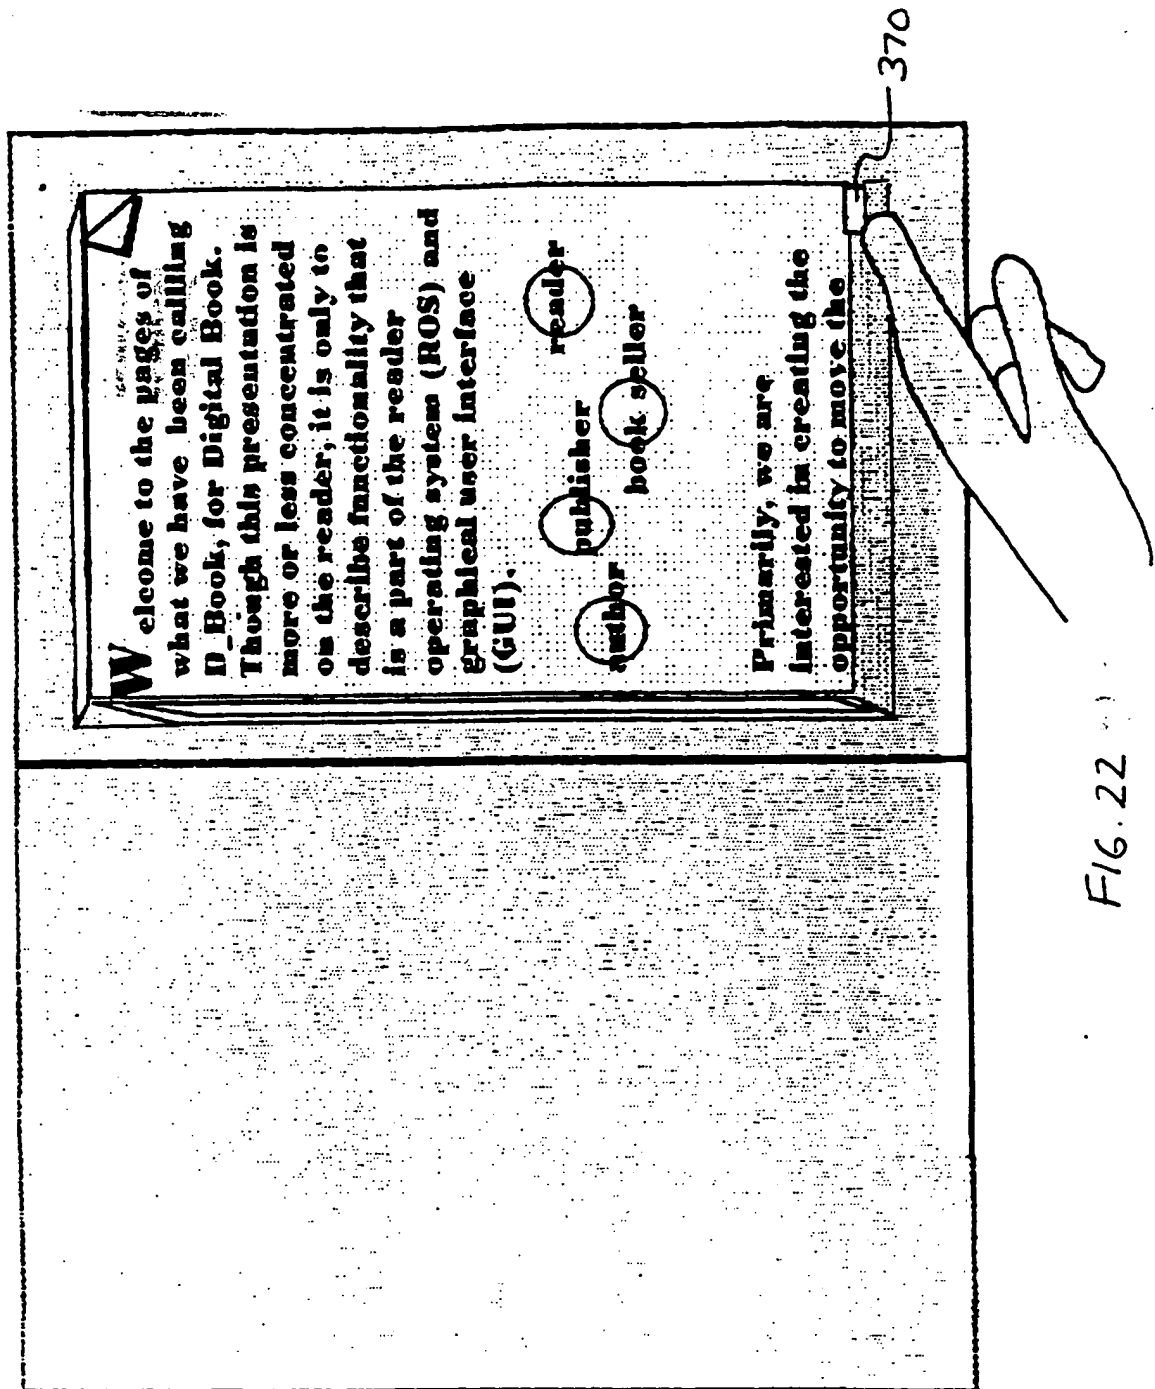 Welcome to the pages of
what we have been calling
D_Book, for Digital Book.
Though this presentation is
more or less concentrated
on the reader, it is only to
describe functionality that
is a part of the reader
operating system (ROS) and
graphical user interface
(GUI).
author publisher book seller reader
Primarily, we are
interested in creating the
opportunity to move the
370
FIG. 22